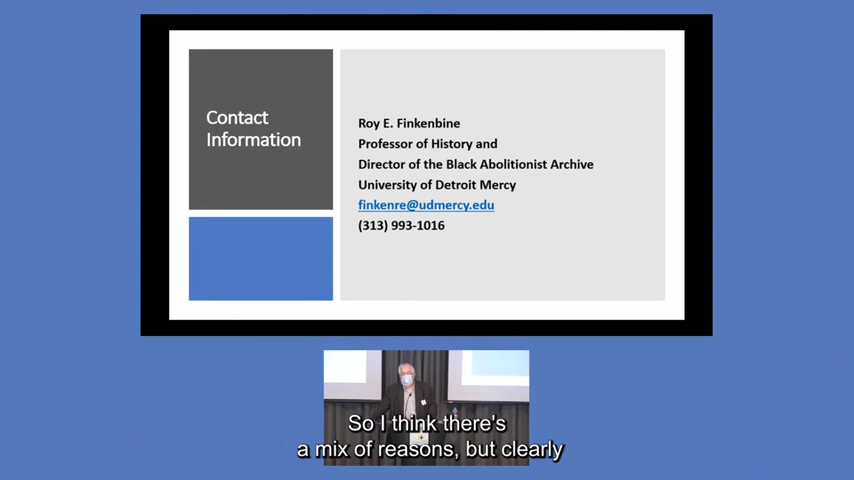 Contact
Information
Roy E. Finkenbine
Professor of History and
Director of the Black Abolitionist Archive
University of Detroit Mercy
finkenre@udmercy.edu
(313) 993-1016
So I think there's
a mix of reasons, but clearly